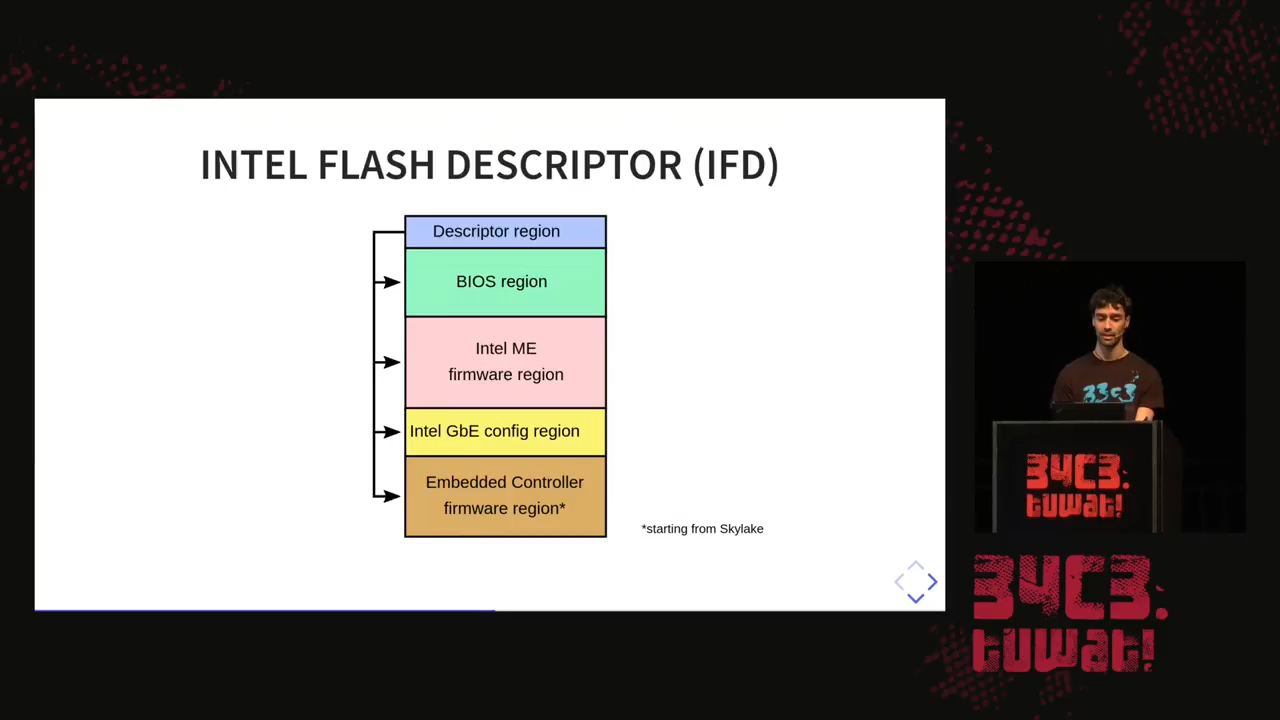 INTEL FLASH DESCRIPTOR (IFD)
Descriptor region
BIOS region
Intel ME
firmware region
Intel GbE config region
Embedded Controller
firmware region*
*starting from Skylake
33c3
34C3.
tuwat!
34C3.
tuwat!